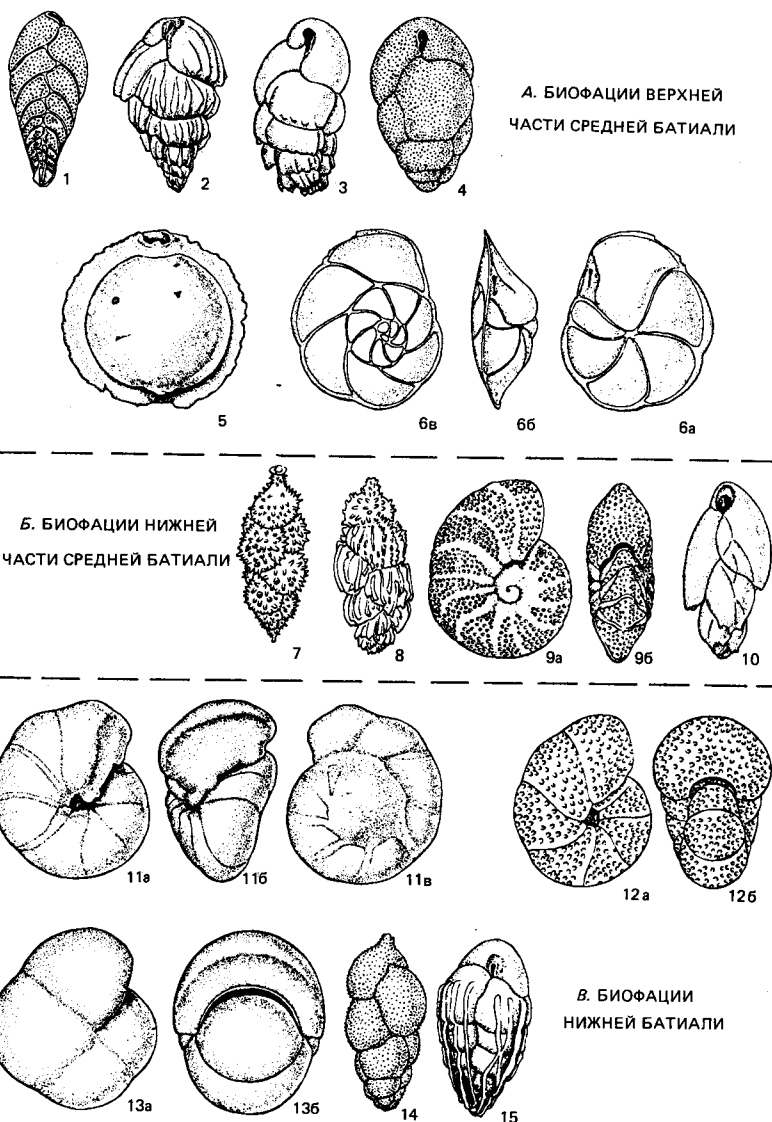 А. БИОФАЦИИ ВЕРХНЕЙ
ЧАСТИ СРЕДНЕЙ БАТИАЛИ
1
2
3
4
5
6в
6б
6а
Б. БИОФАЦИИ НИЖНЕЙ
ЧАСТИ СРЕДНЕЙ БАТИАЛИ
7
8
9а
9б
10
11а
11б
11в
12а
12б
13а
13б
14
15
В. БИОФАЦИИ
НИЖНЕЙ БАТИАЛИ